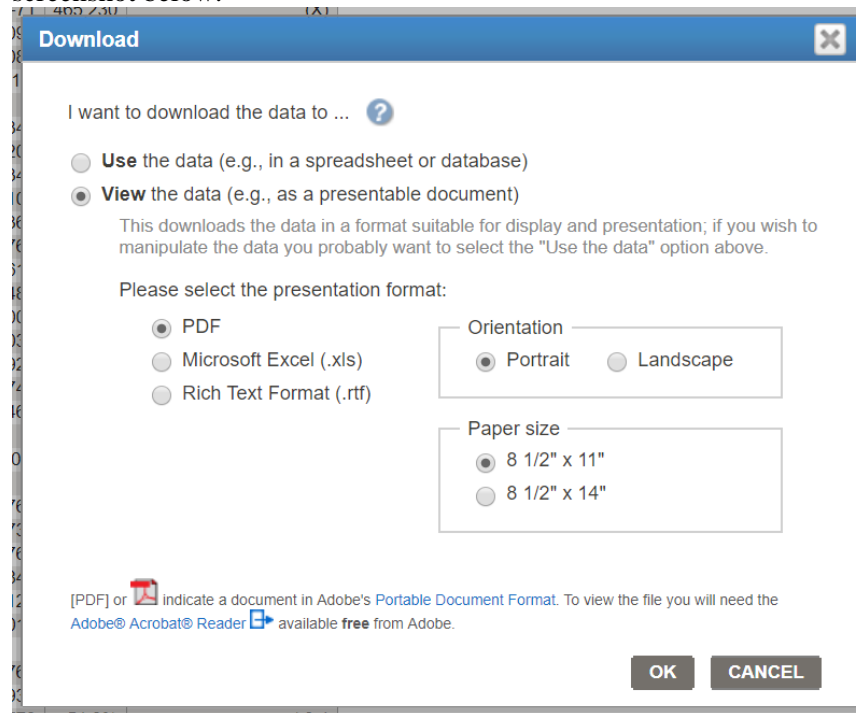 screenshot below.
465,230 (X)
Download
I want to download the data to ... ?
Use the data (e.g., in a spreadsheet or database)
View the data (e.g., as a presentable document)
This downloads the data in a format suitable for display and presentation; if you wish to
manipulate the data you probably want to select the "Use the data" option above.
Please select the presentation format:
PDF
Microsoft Excel (.xls)
Rich Text Format (.rtf)
Orientation
Portrait Landscape
Paper size
8 1/2" x 11"
8 1/2" x 14"
[PDF] or indicate a document in Adobe's Portable Document Format. To view the file you will need the
Adobe® Acrobat® Reader available free from Adobe.
OK CANCEL